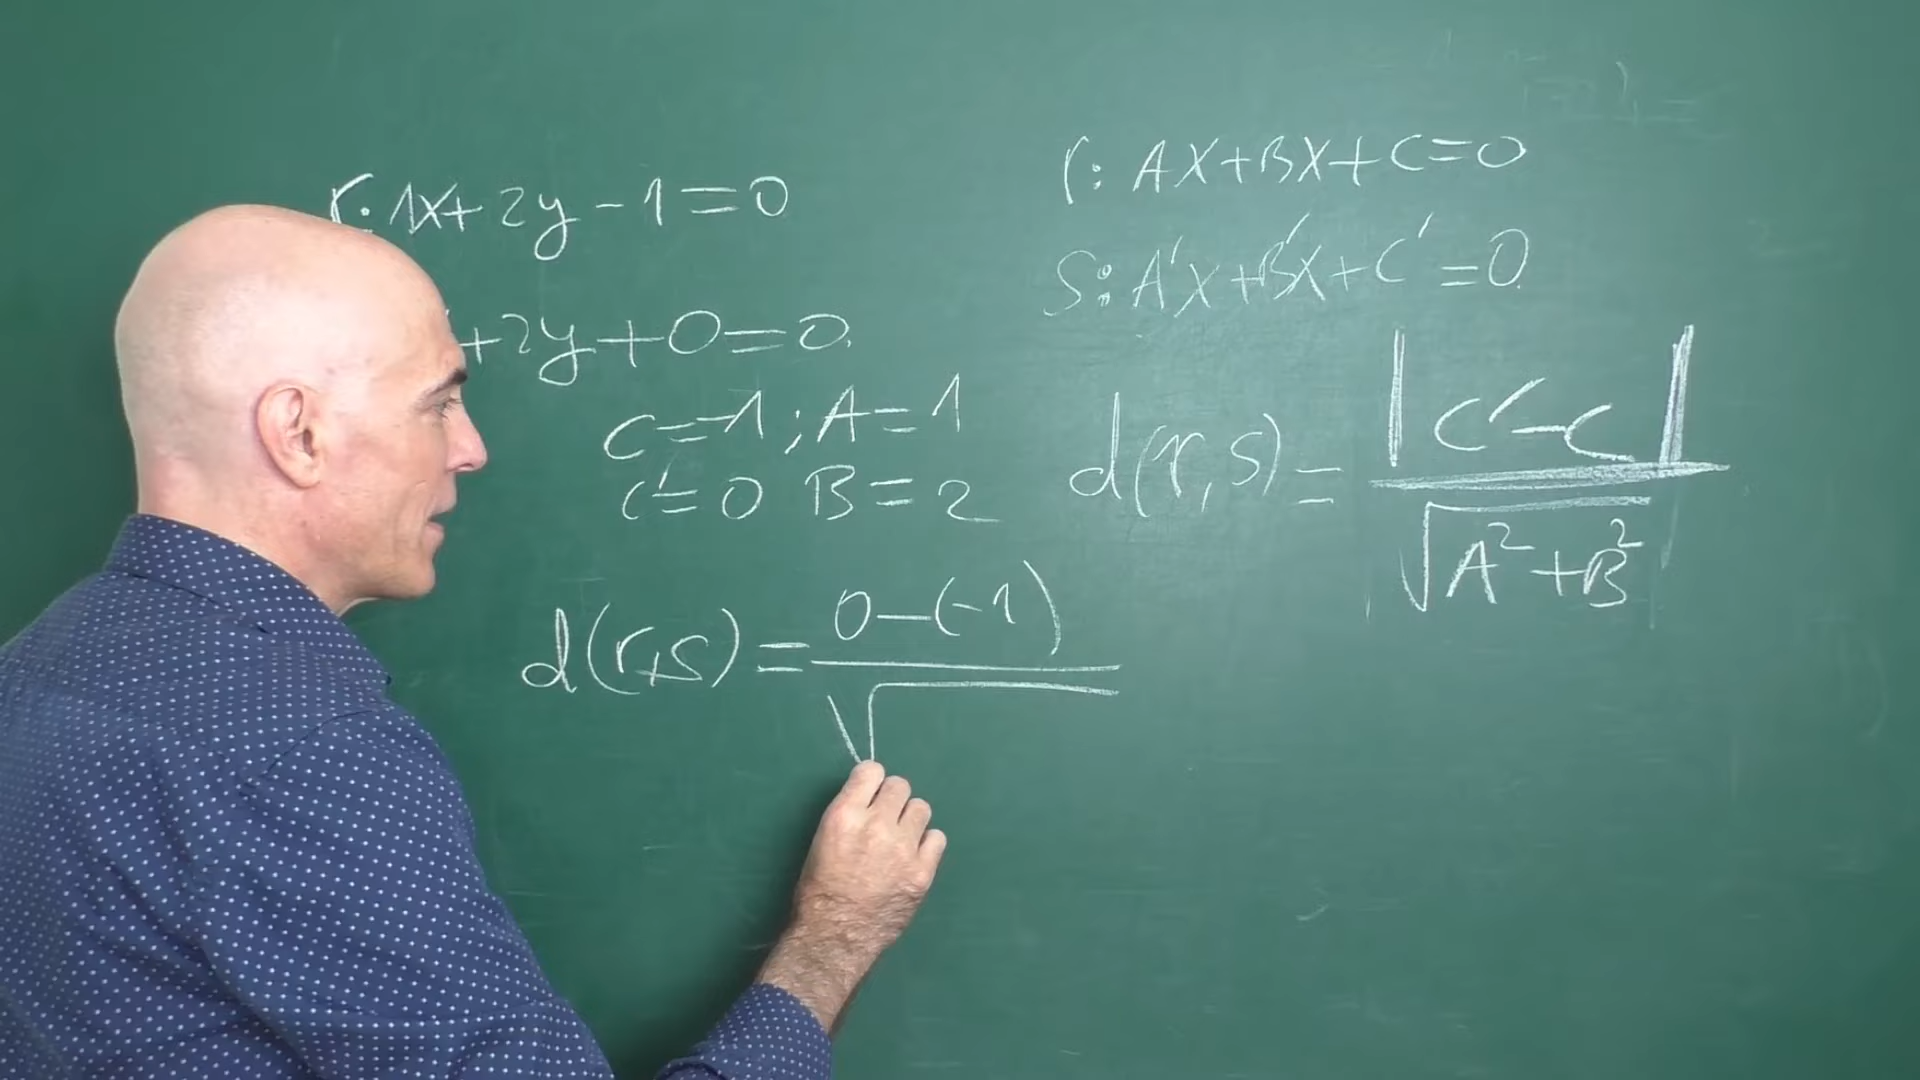 r: 1x+2y-1=0
+2y+0=0.
C=-1; A=1
C'=0 B=2
d(r,s)= 0-(-1) / √
r: AX+BX+C=0
S: A'X+B'X+C'=0.
d(r,s)= |C'-C| / √A²+B²